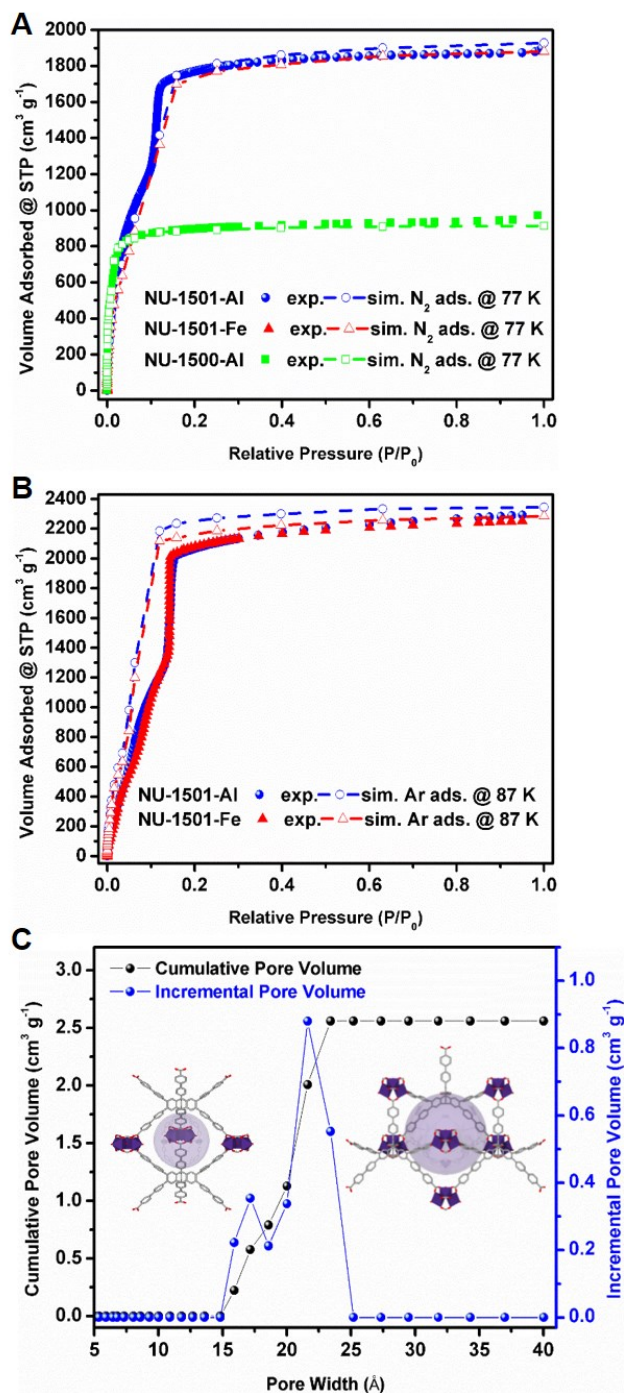 A
2000
1800
1600
1400
1200
1000
800
600
400
200
0
Volume Adsorbed @ STP (cm³ g⁻¹)
NU-1501-Al exp. sim. N₂ ads. @ 77 K
NU-1501-Fe exp. sim. N₂ ads. @ 77 K
NU-1500-Al exp. sim. N₂ ads. @ 77 K
0.0 0.2 0.4 0.6 0.8 1.0
Relative Pressure (P/P₀)
B
2400
2200
2000
1800
1600
1400
1200
1000
800
600
400
200
0
Volume Adsorbed @ STP (cm³ g⁻¹)
NU-1501-Al exp. sim. Ar ads. @ 87 K
NU-1501-Fe exp. sim. Ar ads. @ 87 K
0.0 0.2 0.4 0.6 0.8 1.0
Relative Pressure (P/P₀)
C
3.0
2.5
2.0
1.5
1.0
0.5
0.0
Cumulative Pore Volume (cm³ g⁻¹)
Cumulative Pore Volume
Incremental Pore Volume
1.0
0.8
0.6
0.4
0.2
0.0
Incremental Pore Volume (cm³ g⁻¹)
5 10 15 20 25 30 35 40
Pore Width (Å)